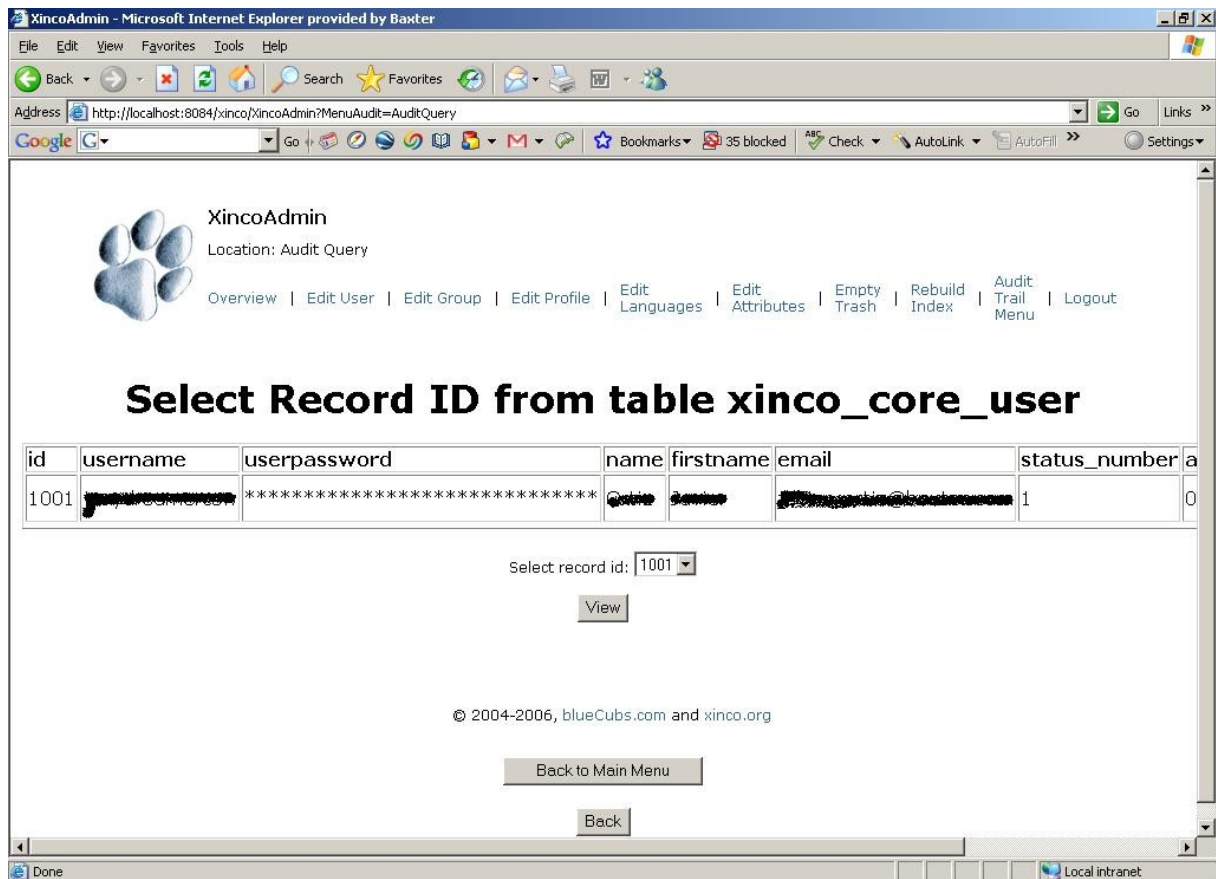 XincoAdmin - Microsoft Internet Explorer provided by Baxter
File Edit View Favorites Tools Help
Back Search Favorites
Address http://localhost:8084/xinco/XincoAdmin?MenuAudit=AuditQuery Go Links »
Google G Go Bookmarks 35 blocked ABC Check AutoLink AutoFill » Settings
XincoAdmin
Location: Audit Query
Overview | Edit User | Edit Group | Edit Profile | Edit Languages | Edit Attributes | Empty Trash | Rebuild Index | Audit Trail Menu | Logout
Select Record ID from table xinco_core_user
id username userpassword name firstname email status_number a
1001 ******************************* 1 0
Select record id: 1001
View
© 2004-2006, blueCubs.com and xinco.org
Back to Main Menu
Back
Done Local intranet